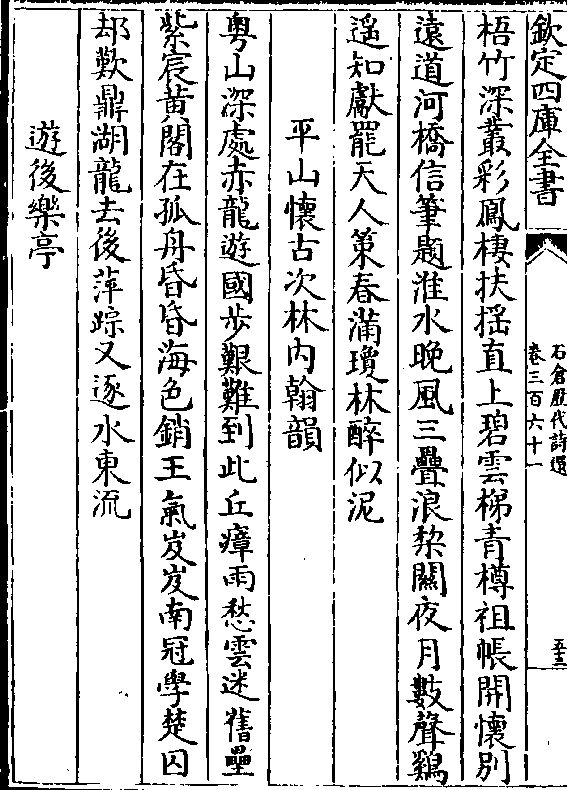 欽定四庫全書
石倉歷代詩選
卷三百六十一
五十三
梧竹深叢彩鳳棲扶搖直上碧雲梯青樽祖帳開懷別
遠道河橋信筆題淮水晚風三疊浪棃關夜月數聲鷄
遥知獻罷天人策春滿瓊林醉似泥
平山懷古次林内翰韻
粤山深處赤龍遊國步艱難到此丘瘴雨愁雲迷舊壘
紫宸黄閣在孤舟昏昏海色銷王氣岌岌南冠學楚囚
却歎鼎湖龍去後萍踪又逐水東流
遊後樂亭